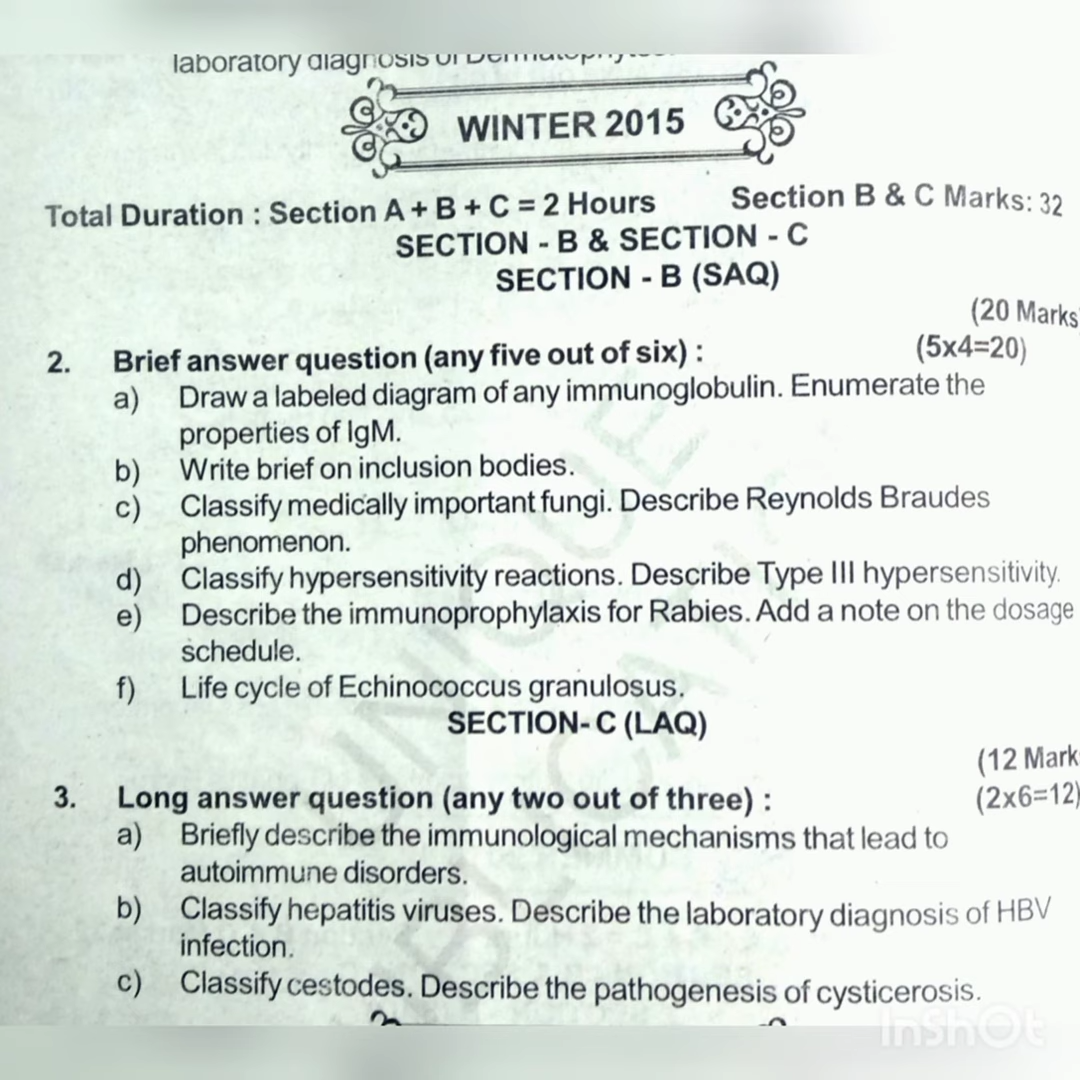 laboratory diagnosis of
WINTER 2015
Total Duration : Section A + B + C = 2 Hours Section B & C Marks: 32
SECTION - B & SECTION - C
SECTION - B (SAQ)
(20 Marks
2. Brief answer question (any five out of six) : (5x4=20)
a) Draw a labeled diagram of any immunoglobulin. Enumerate the
properties of IgM.
b) Write brief on inclusion bodies.
c) Classify medically important fungi. Describe Reynolds Braudes
phenomenon.
d) Classify hypersensitivity reactions. Describe Type III hypersensitivity.
e) Describe the immunoprophylaxis for Rabies. Add a note on the dosage
schedule.
f) Life cycle of Echinococcus granulosus.
SECTION- C (LAQ)
(12 Mark
3. Long answer question (any two out of three) : (2x6=12)
a) Briefly describe the immunological mechanisms that lead to
autoimmune disorders.
b) Classify hepatitis viruses. Describe the laboratory diagnosis of HBV
infection.
c) Classify cestodes. Describe the pathogenesis of cysticerosis.
InShOt